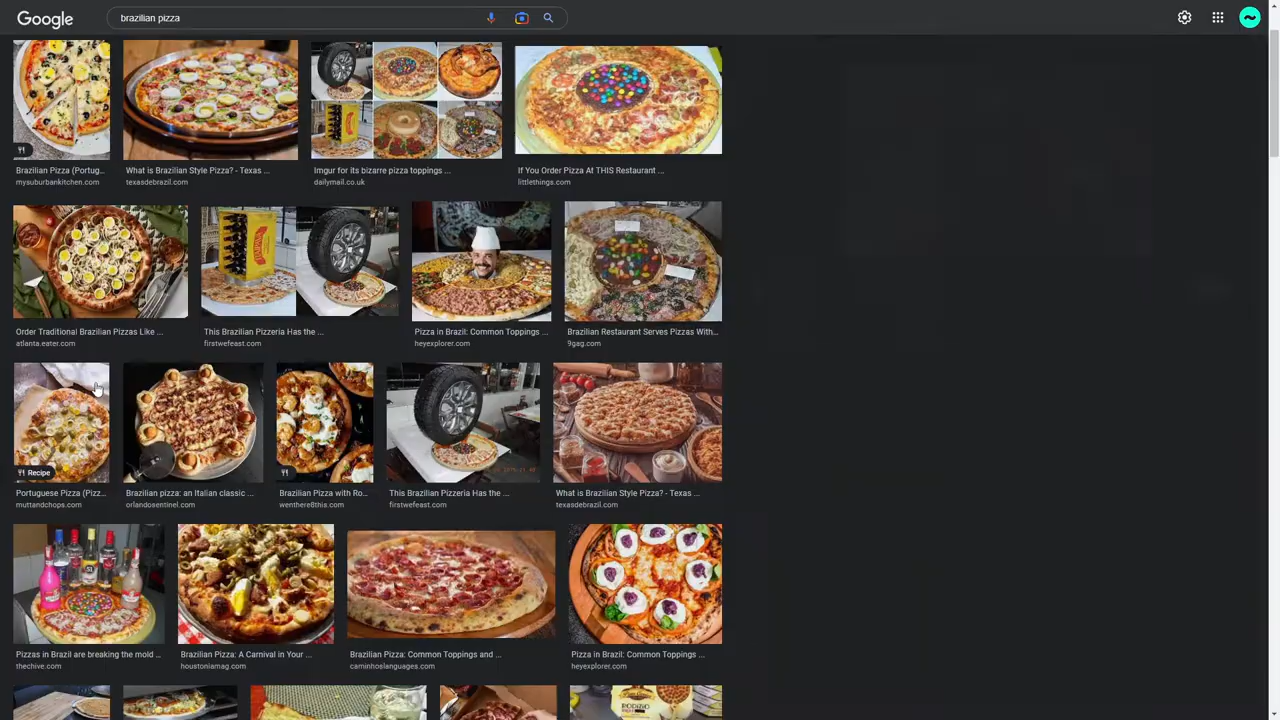 Google
brazilian pizza
Brazilian Pizza (Portug...
mysuburbankitchen.com
What is Brazilian Style Pizza? - Texas ...
texasdebrazil.com
Imgur for its bizarre pizza toppings ...
dailymail.co.uk
If You Order Pizza At THIS Restaurant ...
littlethings.com
Order Traditional Brazilian Pizzas Like ...
atlanta.eater.com
This Brazilian Pizzeria Has the ...
firstwefeast.com
Pizza in Brazil: Common Toppings ...
heyexplorer.com
Brazilian Restaurant Serves Pizzas With...
9gag.com
Recipe
Portuguese Pizza (Pizz...
muttandchops.com
Brazilian pizza: an Italian classic ...
orlandosentinel.com
Brazilian Pizza with Ro...
wenthere8this.com
This Brazilian Pizzeria Has the ...
firstwefeast.com
What is Brazilian Style Pizza? - Texas ...
texasdebrazil.com
Pizzas in Brazil are breaking the mold ...
thechive.com
Brazilian Pizza: A Carnival in Your ...
houstoniamag.com
Brazilian Pizza: Common Toppings and ...
caminhoslanguages.com
Pizza in Brazil: Common Toppings ...
heyexplorer.com